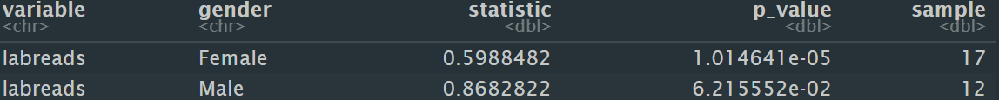 variable gender statistic p_value sample
<chr> <chr> <dbl> <dbl> <dbl>
labreads Female 0.5988482 1.014641e-05 17
labreads Male 0.8682822 6.215552e-02 12